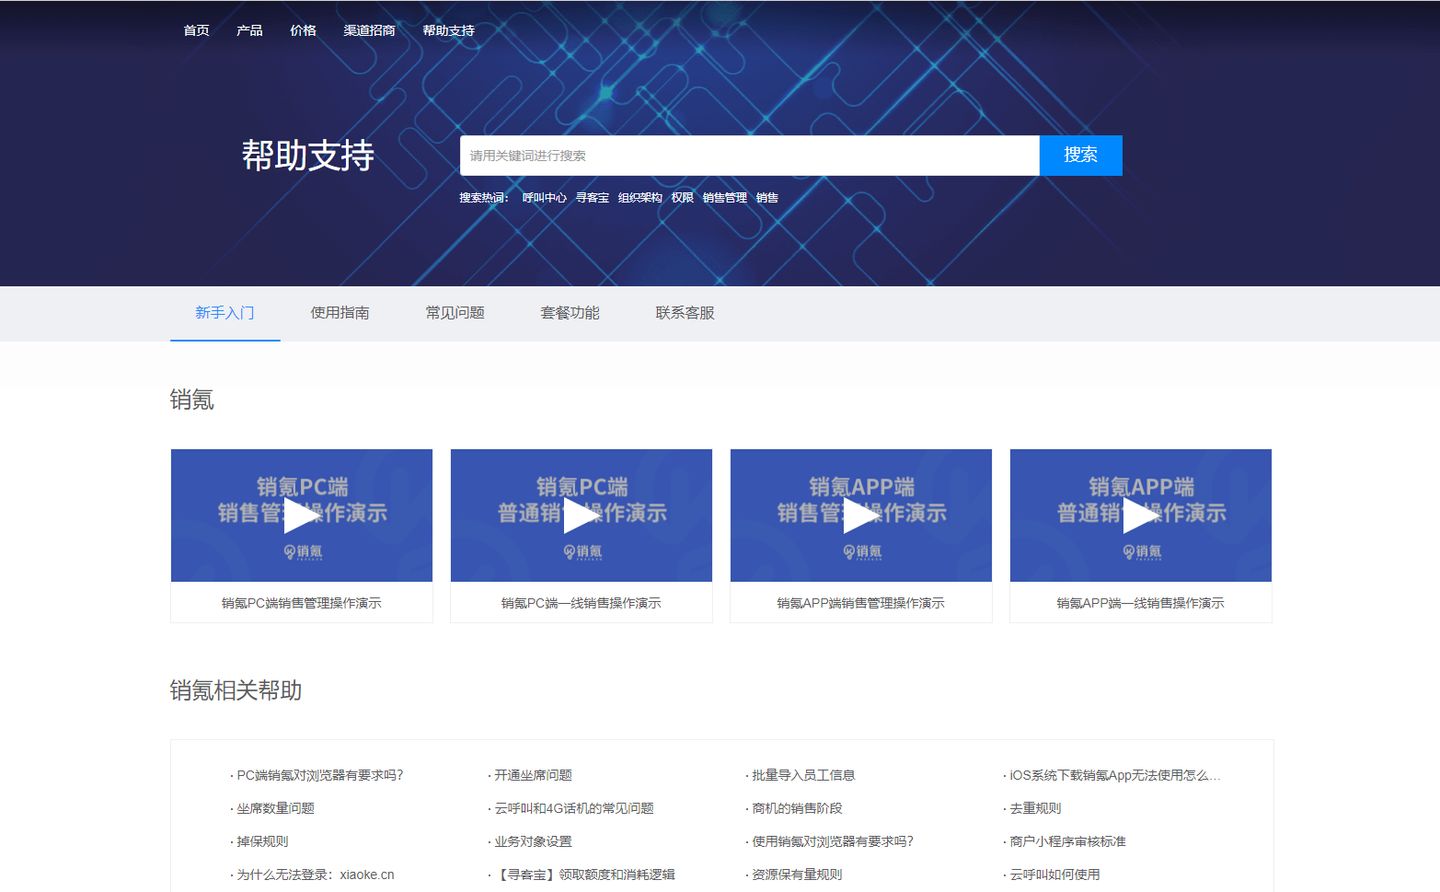 首页 产品 价格 渠道招商 帮助支持
帮助支持
请用关键词进行搜索 搜索
搜索热词： 呼叫中心 寻客宝 组织架构 权限 销售管理 销售
新手入门 使用指南 常见问题 套餐功能 联系客服
销氪
销氪PC端
销售管 操作演示
销氪
销氪PC端销售管理操作演示
销氪PC端
普通销 操作演示
销氪
销氪PC端一线销售操作演示
销氪APP端
销售管 操作演示
销氪
销氪APP端销售管理操作演示
销氪APP端
普通销 操作演示
销氪
销氪APP端一线销售操作演示
销氪相关帮助
· PC端销氪对浏览器有要求吗? · 开通坐席问题 · 批量导入员工信息 · iOS系统下载销氪App无法使用怎么...
· 坐席数量问题 · 云呼叫和4G话机的常见问题 · 商机的销售阶段 · 去重规则
· 掉保规则 · 业务对象设置 · 使用销氪对浏览器有要求吗? · 商户小程序审核标准
· 为什么无法登录：xiaoke.cn · 【寻客宝】领取额度和消耗逻辑 · 资源保有量规则 · 云呼叫如何使用